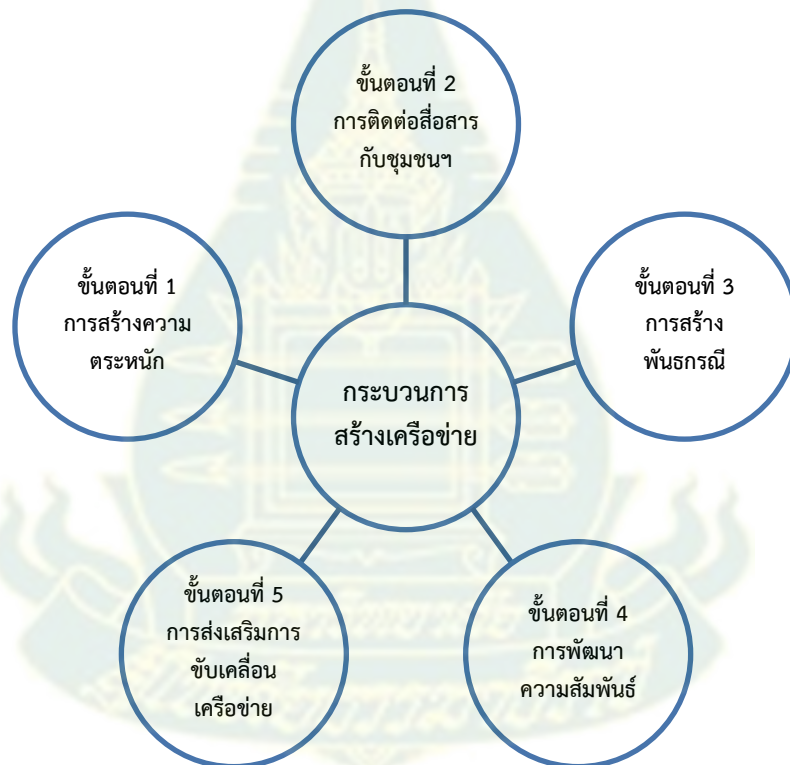 ขั้นตอนที่ 2
การติดต่อสื่อสาร
กับชุมชนฯ
ขั้นตอนที่ 1
การสร้างความ
ตระหนัก
ขั้นตอนที่ 3
การสร้าง
พันธกรณี
กระบวนการ
สร้างเครือข่าย
ขั้นตอนที่ 5
การส่งเสริมการ
ขับเคลื่อน
เครือข่าย
ขั้นตอนที่ 4
การพัฒนา
ความสัมพันธ์